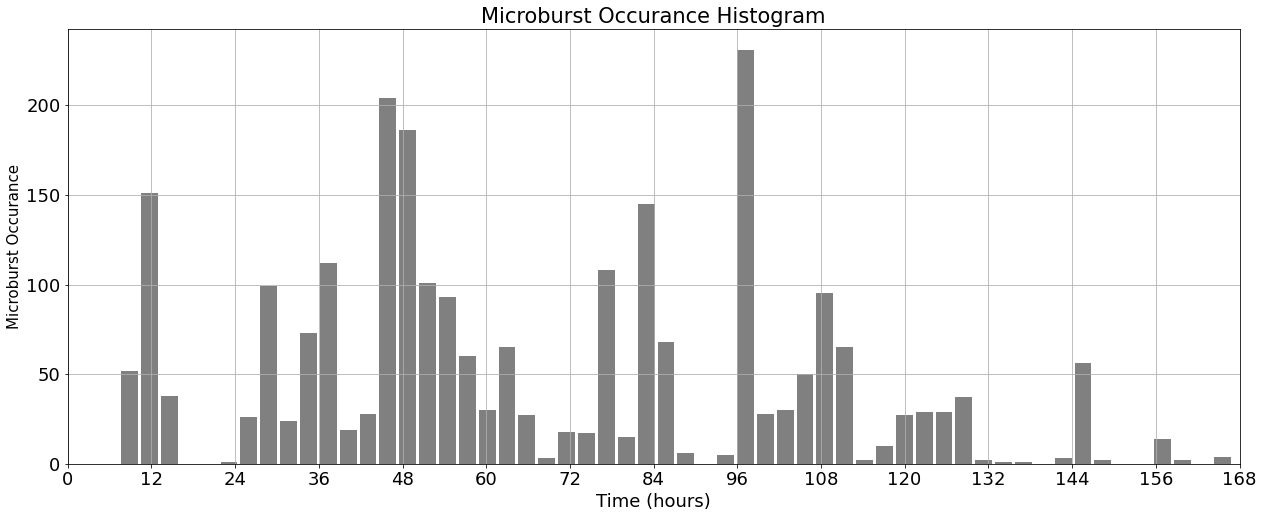 Microburst Occurance Histogram
Microburst Occurance
200
150
100
50
0
0 12 24 36 48 60 72 84 96 108 120 132 144 156 168
Time (hours)